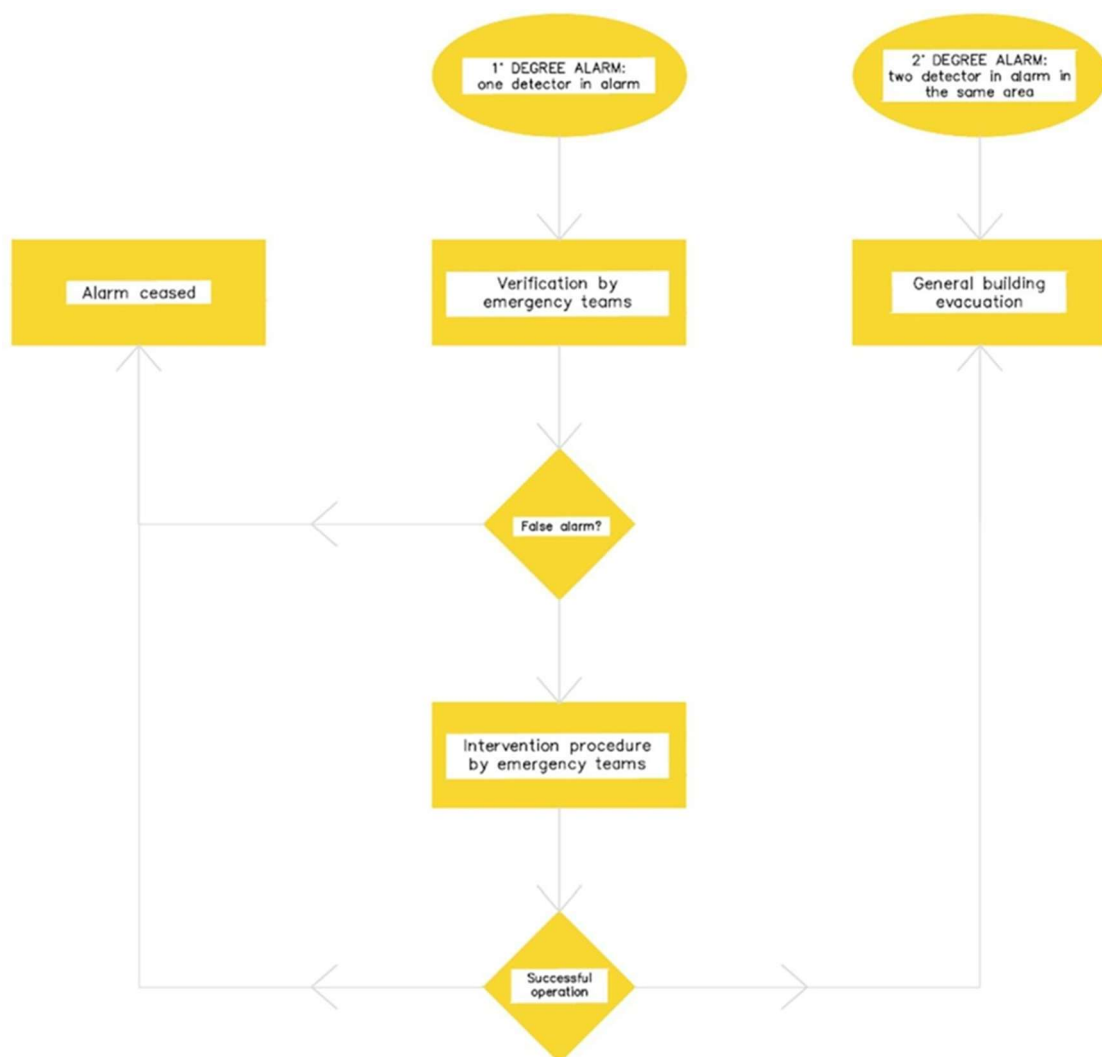 1° DEGREE ALARM:
one detector in alarm
2° DEGREE ALARM:
two detector in alarm in
the same area
Alarm ceased
Verification by
emergency teams
General building
evacuation
False alarm?
Intervention procedure
by emergency teams
Successful
operation